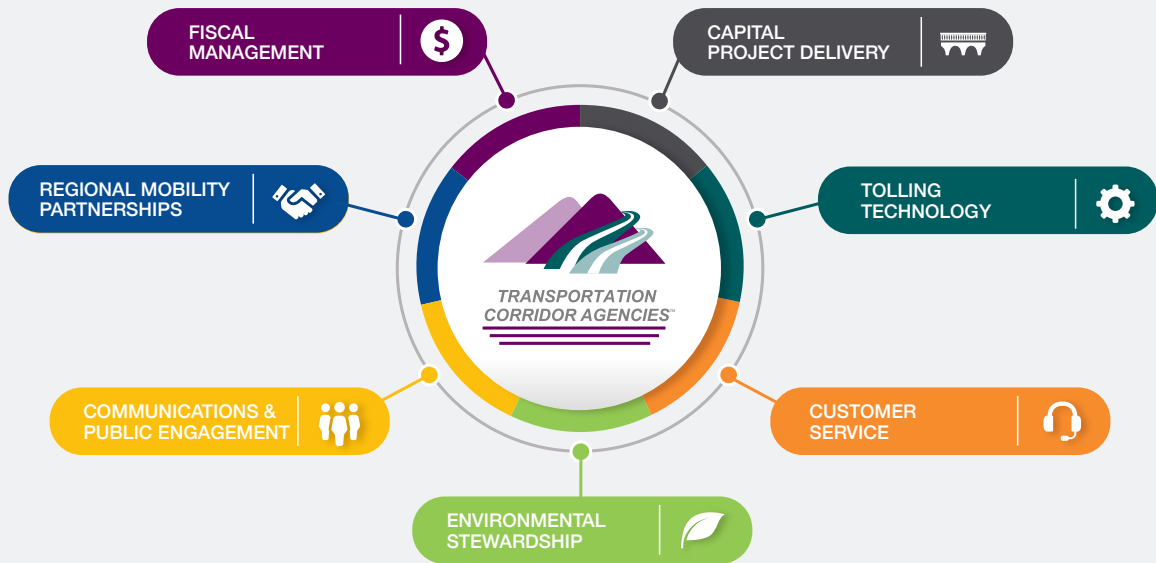 FISCAL
MANAGEMENT
$
CAPITAL
PROJECT DELIVERY
REGIONAL MOBILITY
PARTNERSHIPS
TOLLING
TECHNOLOGY
TRANSPORTATION
CORRIDOR AGENCIES™
COMMUNICATIONS &
PUBLIC ENGAGEMENT
CUSTOMER
SERVICE
ENVIRONMENTAL
STEWARDSHIP